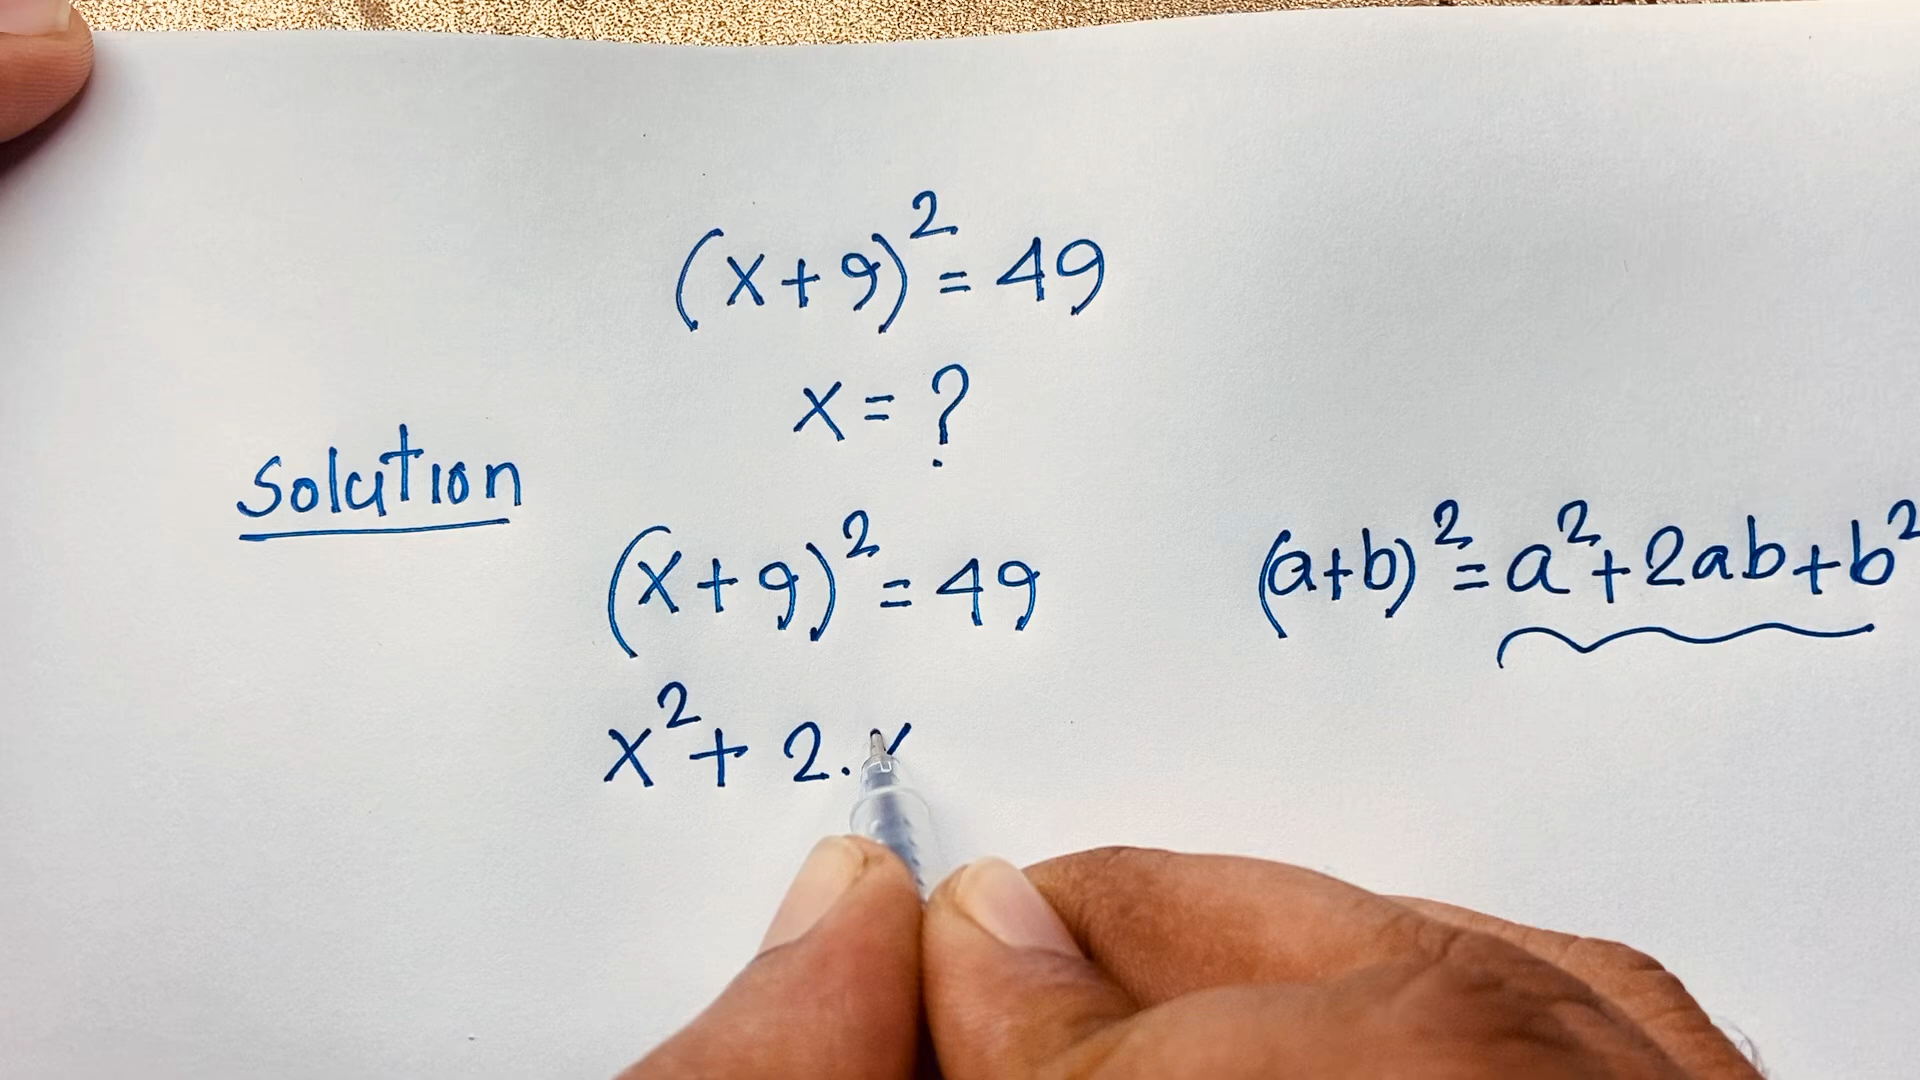 (x+9)²=49
x=?
Solution
(x+9)²=49
(a+b)²=a²+2ab+b²
x²+2.x